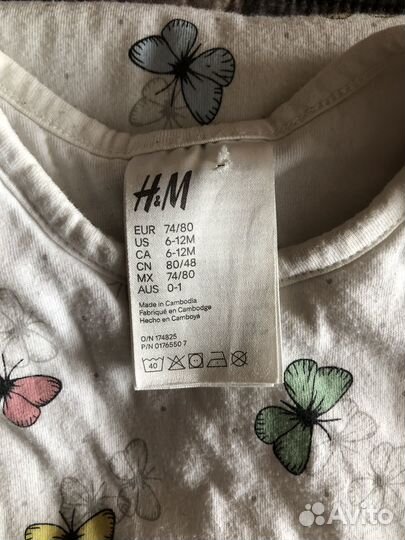 H&M
EUR 74/80
US 6-12M
CA 6-12M
CN 80/48
MX 74/80
AUS 0-1
Made in Cambodia
Fabriqué en Cambodge
Hecho en Camboya
O/N 174825
P/N 0176550 7
40
Avito